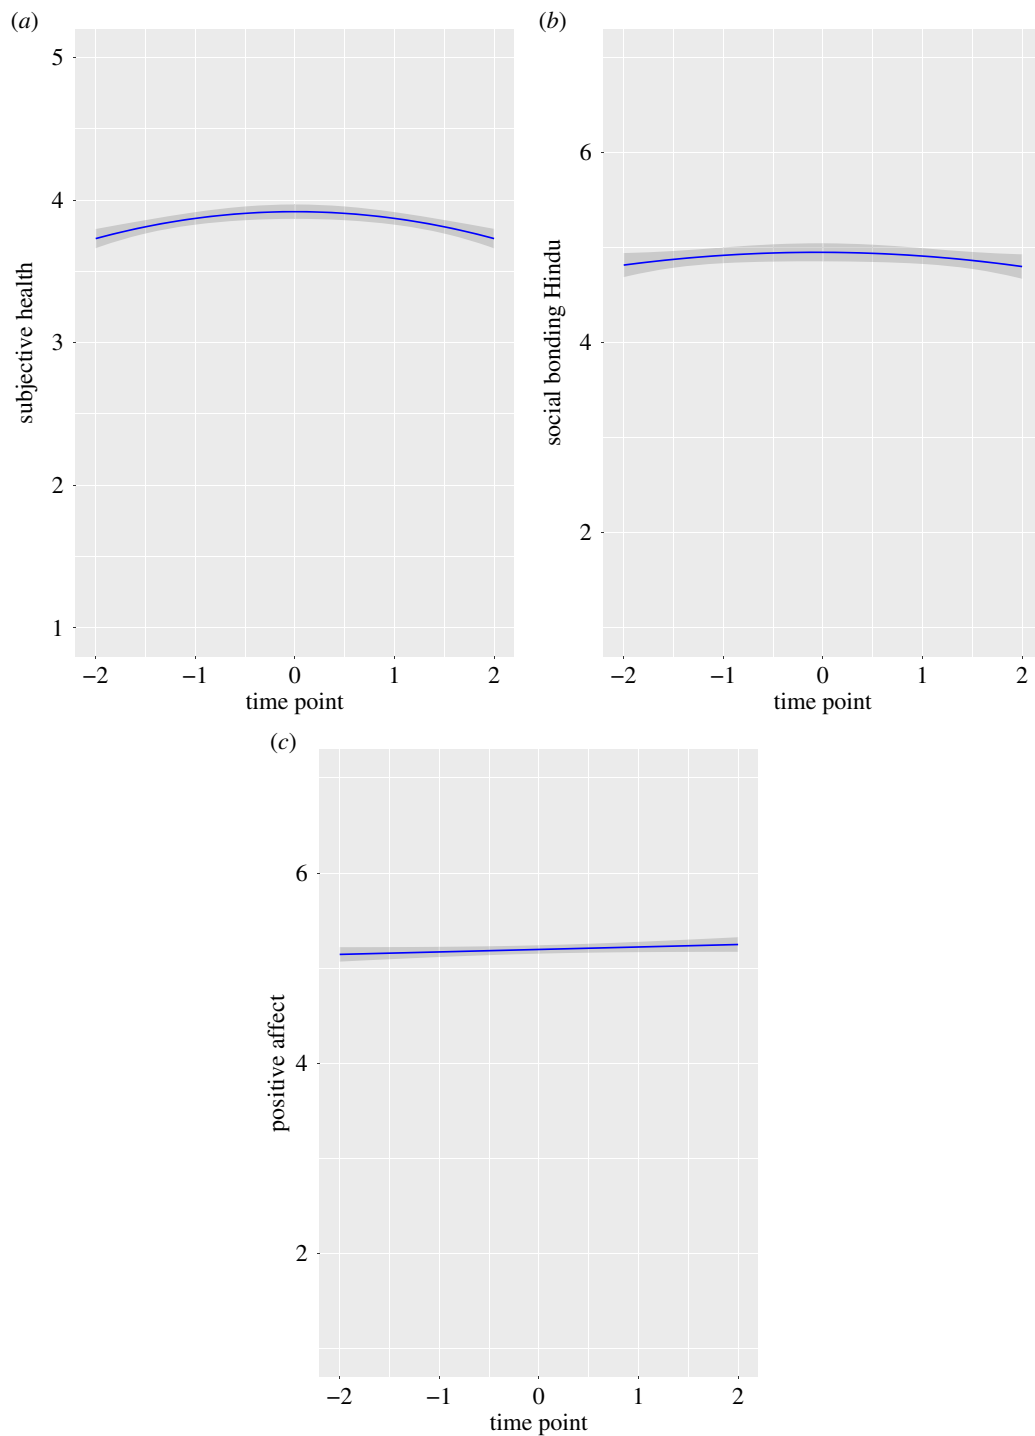 (a)
5
4
3
2
1
subjective health
−2 −1 0 1 2
time point
(b)
6
4
2
social bonding Hindu
−2 −1 0 1 2
time point
(c)
6
4
2
positive affect
−2 −1 0 1 2
time point